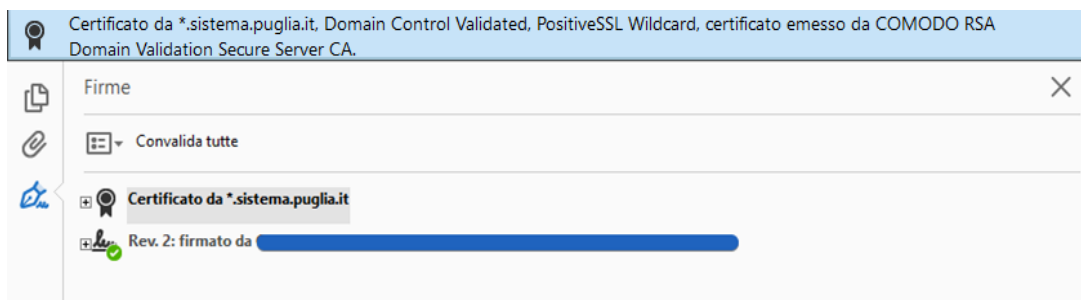 Certificato da *.sistema.puglia.it, Domain Control Validated, PositiveSSL Wildcard, certificato emesso da COMODO RSA
Domain Validation Secure Server CA.
Firme
Convalida tutte
Certificato da *.sistema.puglia.it
Rev. 2: firmato da